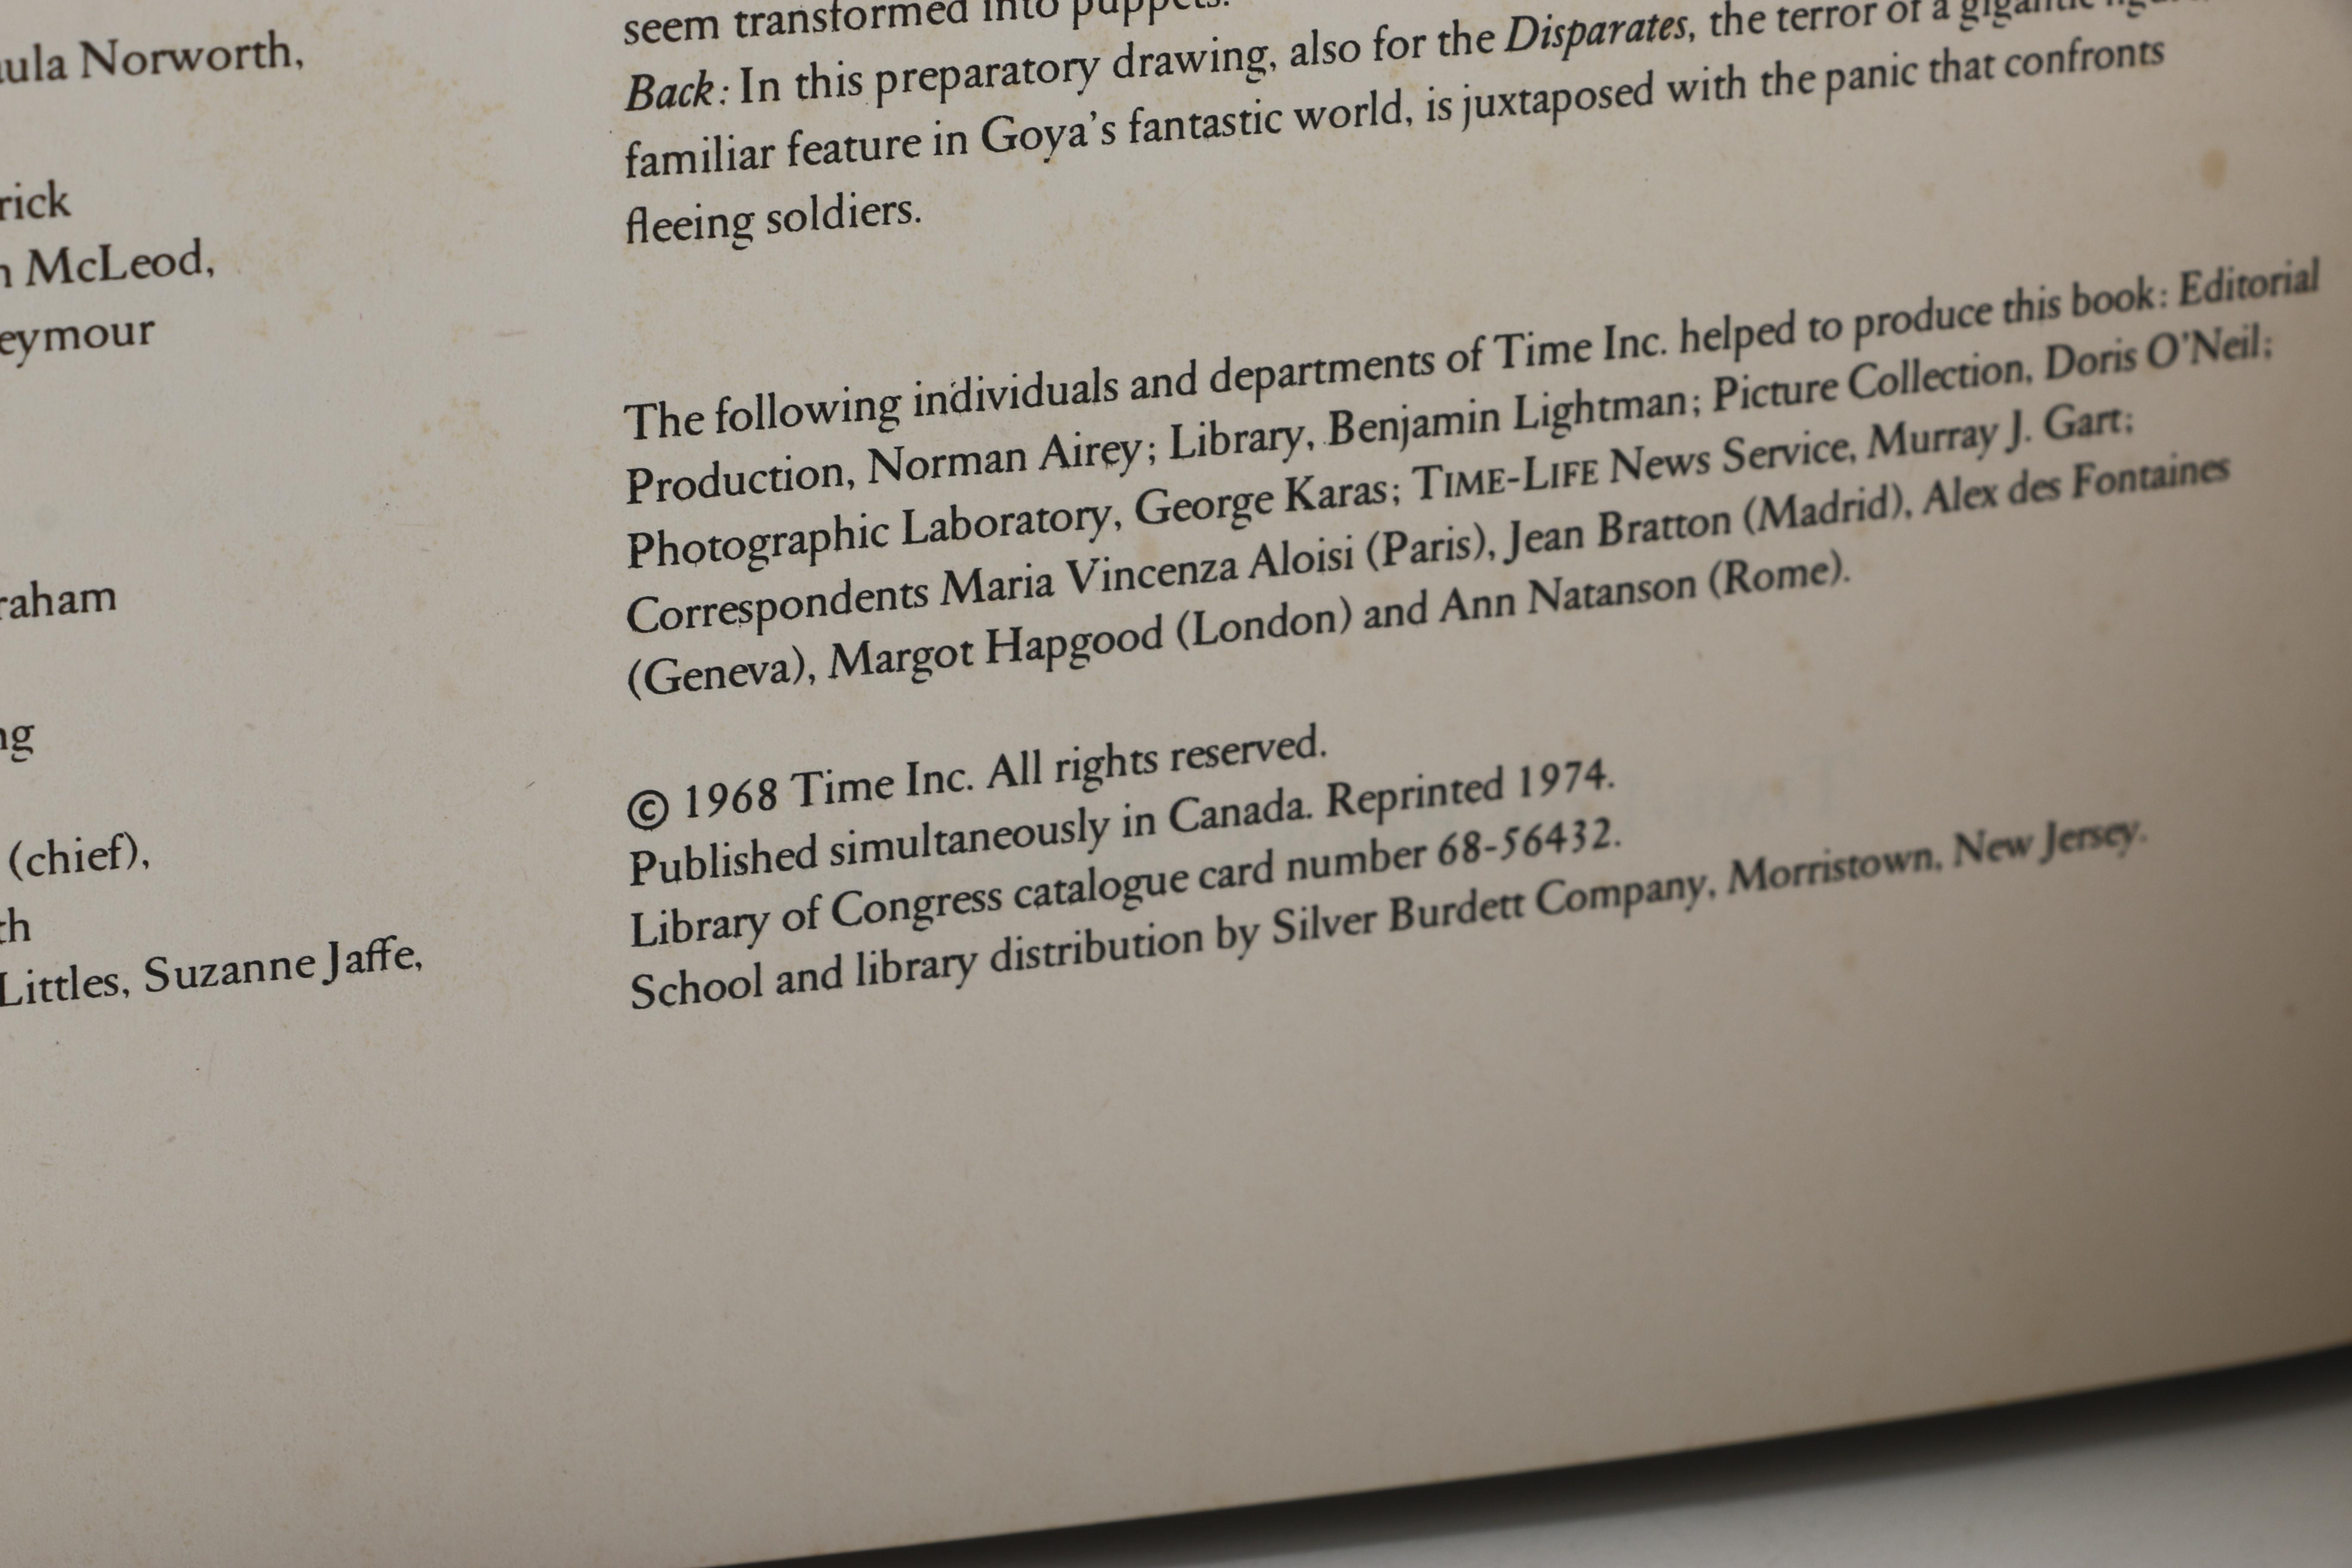 aula Norworth,
rick
n McLeod,
eymour
raham
ng
(chief),
th
Littles, Suzanne Jaffe,
seem transformed into puppets.
Back: In this preparatory drawing, also for the Disparates, the terror of a gigantic
familiar feature in Goya's fantastic world, is juxtaposed with the panic that confronts
fleeing soldiers.
The following individuals and departments of Time Inc. helped to produce this book: Editorial
Production, Norman Airey; Library, Benjamin Lightman; Picture Collection, Doris O'Neil;
Photographic Laboratory, George Karas; TIME-LIFE News Service, Murray J. Gart;
Correspondents Maria Vincenza Aloisi (Paris), Jean Bratton (Madrid), Alex des Fontaines
(Geneva), Margot Hapgood (London) and Ann Natanson (Rome).
© 1968 Time Inc. All rights reserved.
Published simultaneously in Canada. Reprinted 1974.
Library of Congress catalogue card number 68-56432.
School and library distribution by Silver Burdett Company, Morristown, New Jersey.